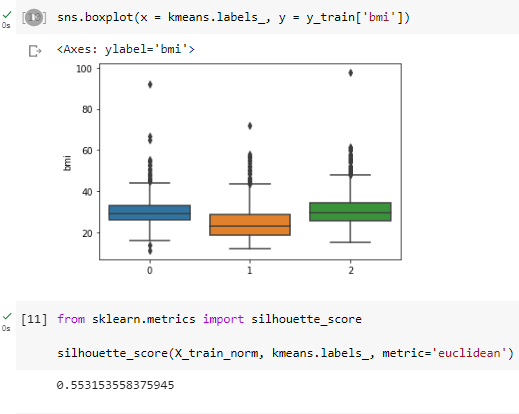 [13] sns.boxplot(x = kmeans.labels_, y = y_train['bmi'])
0s
<Axes: ylabel='bmi'>
100
80
60
40
20
bmi
0 1 2
[11] from sklearn.metrics import silhouette_score
0s
silhouette_score(X_train_norm, kmeans.labels_, metric='euclidean')
0.553153558375945